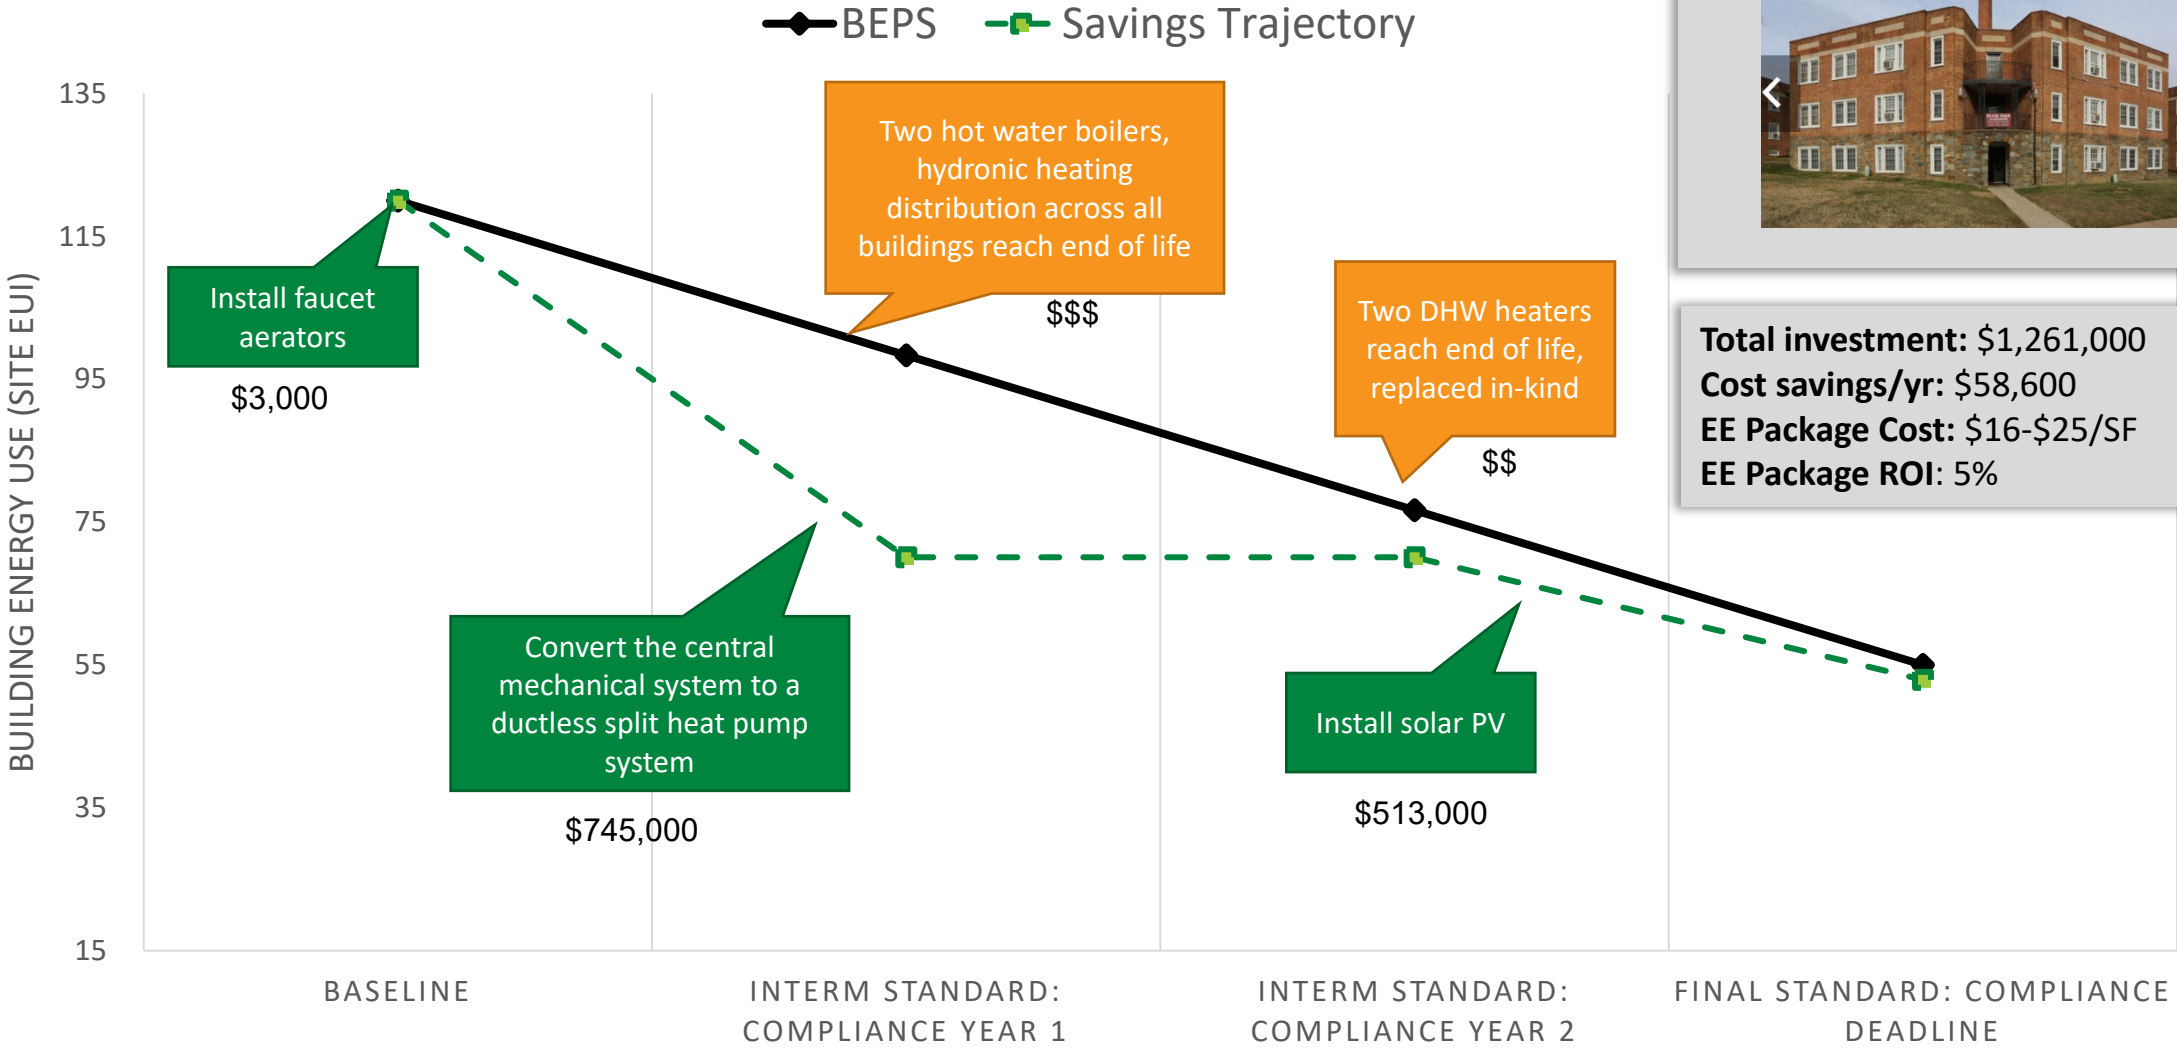 BEPS
Savings Trajectory
BUILDING ENERGY USE (SITE EUI)
135
115
95
75
55
35
15
Install faucet
aerators
$3,000
Two hot water boilers,
hydronic heating
distribution across all
buildings reach end of life
$$$
Two DHW heaters
reach end of life,
replaced in-kind
$$
Convert the central
mechanical system to a
ductless split heat pump
system
$745,000
Install solar PV
$513,000
Total investment: $1,261,000
Cost savings/yr: $58,600
EE Package Cost: $16-$25/SF
EE Package ROI: 5%
BASELINE
INTERM STANDARD:
COMPLIANCE YEAR 1
INTERM STANDARD:
COMPLIANCE YEAR 2
FINAL STANDARD: COMPLIANCE
DEADLINE